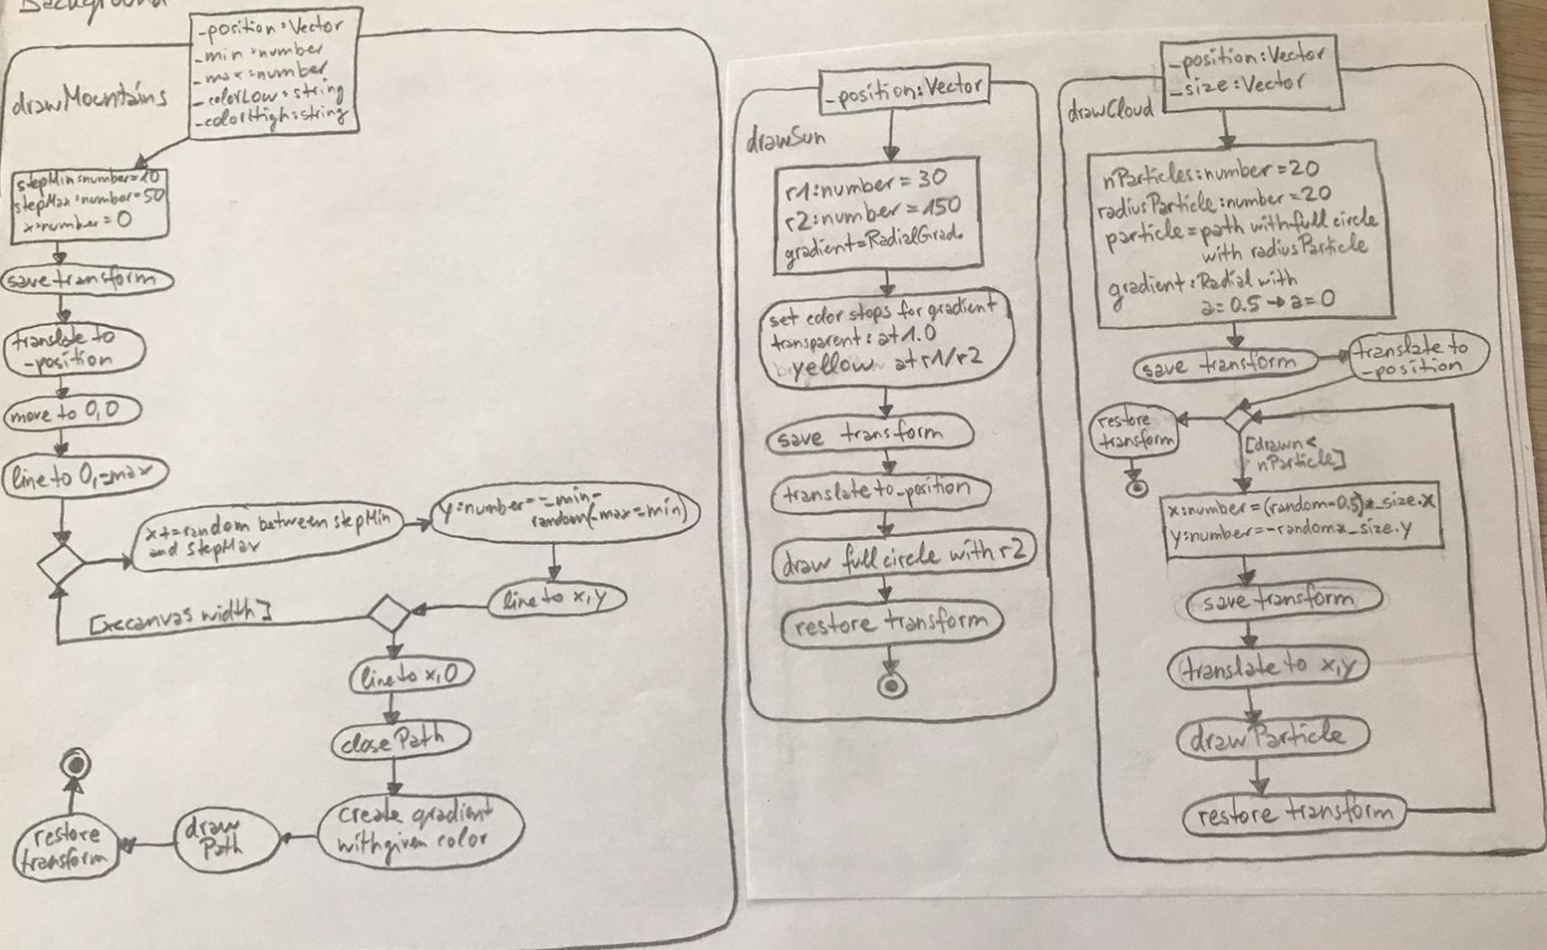 Background
_position:Vector
_min:number
_max:number
_colorLow:string
_colorHigh:string
drawMountains
stepMin:number=10
stepMax:number=50
x:number=0
save transform
translate to
_position
move to 0,0
line to 0,-max
x+=random between stepMin
and stepMax
y:number=-_min-
random(_max-_min)
line to x,y
[x<canvas width]
line to x,0
close Path
create gradient
with given color
draw
Path
restore
transform
_position:Vector
drawSun
r1:number=30
r2:number=150
gradient=RadialGrad.
set color stops for gradient
transparent: at 1.0
yellow at r1/r2
save transform
translate to _position
draw full circle with r2
restore transform
_position:Vector
_size:Vector
drawCloud
nParticles:number=20
radiusParticle:number=20
particle=path with full circle
with radiusParticle
gradient:Radial with
a=0.5→a=0
save transform
translate to
_position
restore
transform
[drawn<
nParticle]
x:number=(random-0.5)*_size.x
y:number=-random*_size.y
save transform
translate to x,y
drawParticle
restore transform